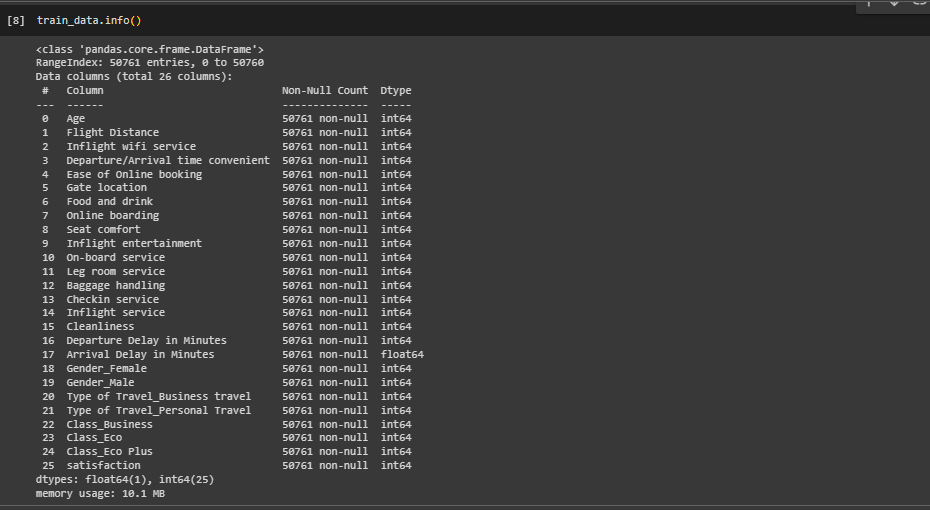 [8] train_data.info()
<class 'pandas.core.frame.DataFrame'>
RangeIndex: 50761 entries, 0 to 50760
Data columns (total 26 columns):
 #   Column                             Non-Null Count  Dtype
---  ------                             --------------  -----
 0   Age                                50761 non-null  int64
 1   Flight Distance                    50761 non-null  int64
 2   Inflight wifi service              50761 non-null  int64
 3   Departure/Arrival time convenient  50761 non-null  int64
 4   Ease of Online booking             50761 non-null  int64
 5   Gate location                      50761 non-null  int64
 6   Food and drink                     50761 non-null  int64
 7   Online boarding                    50761 non-null  int64
 8   Seat comfort                       50761 non-null  int64
 9   Inflight entertainment             50761 non-null  int64
 10  On-board service                   50761 non-null  int64
 11  Leg room service                   50761 non-null  int64
 12  Baggage handling                   50761 non-null  int64
 13  Checkin service                    50761 non-null  int64
 14  Inflight service                   50761 non-null  int64
 15  Cleanliness                        50761 non-null  int64
 16  Departure Delay in Minutes         50761 non-null  int64
 17  Arrival Delay in Minutes           50761 non-null  float64
 18  Gender_Female                      50761 non-null  int64
 19  Gender_Male                        50761 non-null  int64
 20  Type of Travel_Business travel     50761 non-null  int64
 21  Type of Travel_Personal Travel     50761 non-null  int64
 22  Class_Business                     50761 non-null  int64
 23  Class_Eco                          50761 non-null  int64
 24  Class_Eco Plus                     50761 non-null  int64
 25  satisfaction                       50761 non-null  int64
dtypes: float64(1), int64(25)
memory usage: 10.1 MB